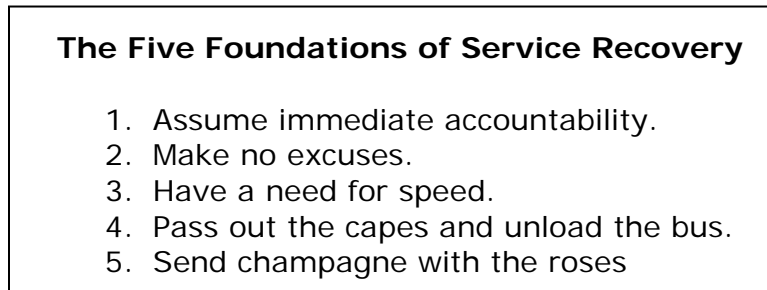 The Five Foundations of Service Recovery
1. Assume immediate accountability.
2. Make no excuses.
3. Have a need for speed.
4. Pass out the capes and unload the bus.
5. Send champagne with the roses